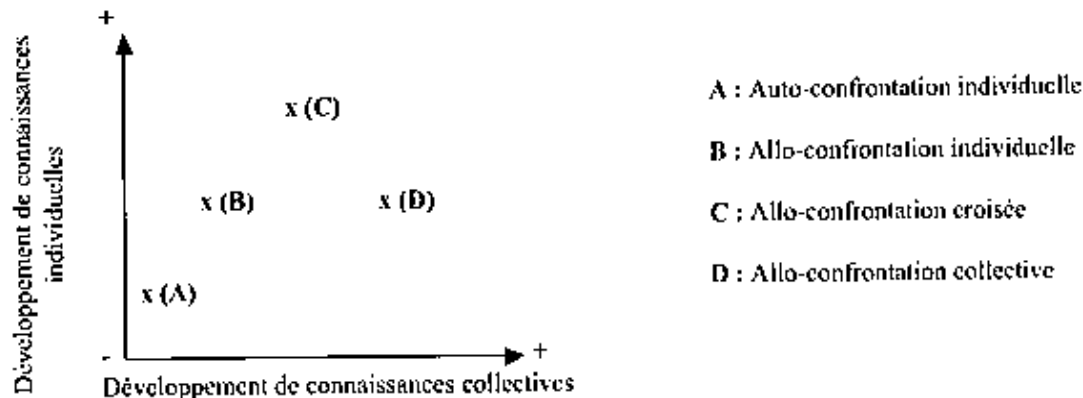 +
Développement de connaissances
individuelles
x (C)
x (B)
x (D)
x (A)
-
+
Développement de connaissances collectives
A : Auto-confrontation individuelle
B : Allo-confrontation individuelle
C : Allo-confrontation croisée
D : Allo-confrontation collective